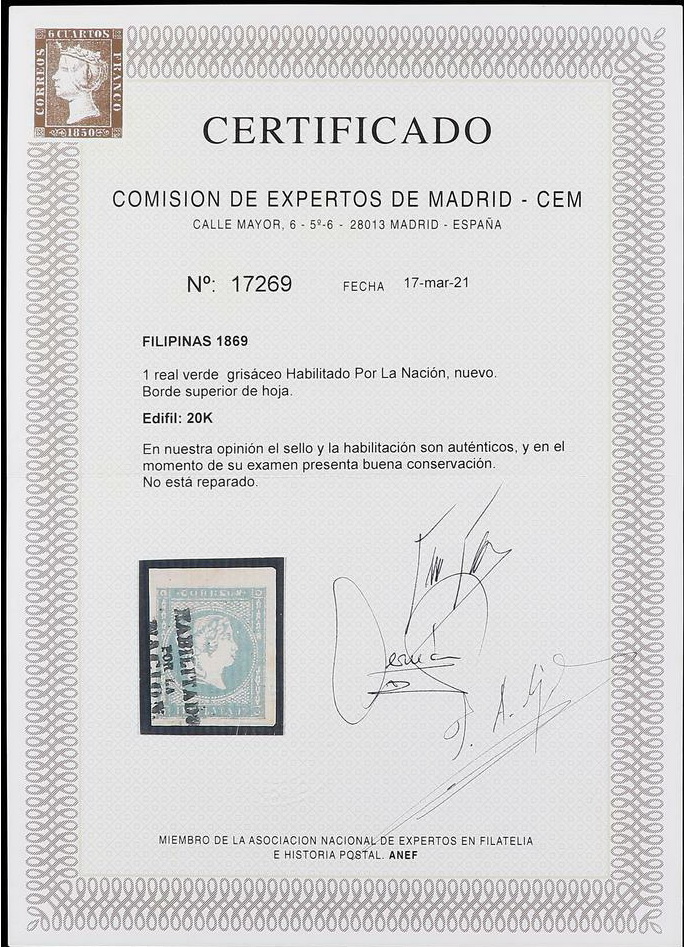 6 CUARTOS
CORREOS
FRANCO
1850
CERTIFICADO
COMISION DE EXPERTOS DE MADRID - CEM
CALLE MAYOR, 6 - 5º-6 - 28013 MADRID - ESPAÑA
Nº: 17269 FECHA 17-mar-21
FILIPINAS 1869
1 real verde grisáceo Habilitado Por La Nación, nuevo.
Borde superior de hoja.
Edifil: 20K
En nuestra opinión el sello y la habilitación son auténticos, y en el
momento de su examen presenta buena conservación.
No está reparado.
CORREOS
HABILITADO
POR LA
NACION
MIEMBRO DE LA ASOCIACION NACIONAL DE EXPERTOS EN FILATELIA
E HISTORIA POSTAL. ANEF